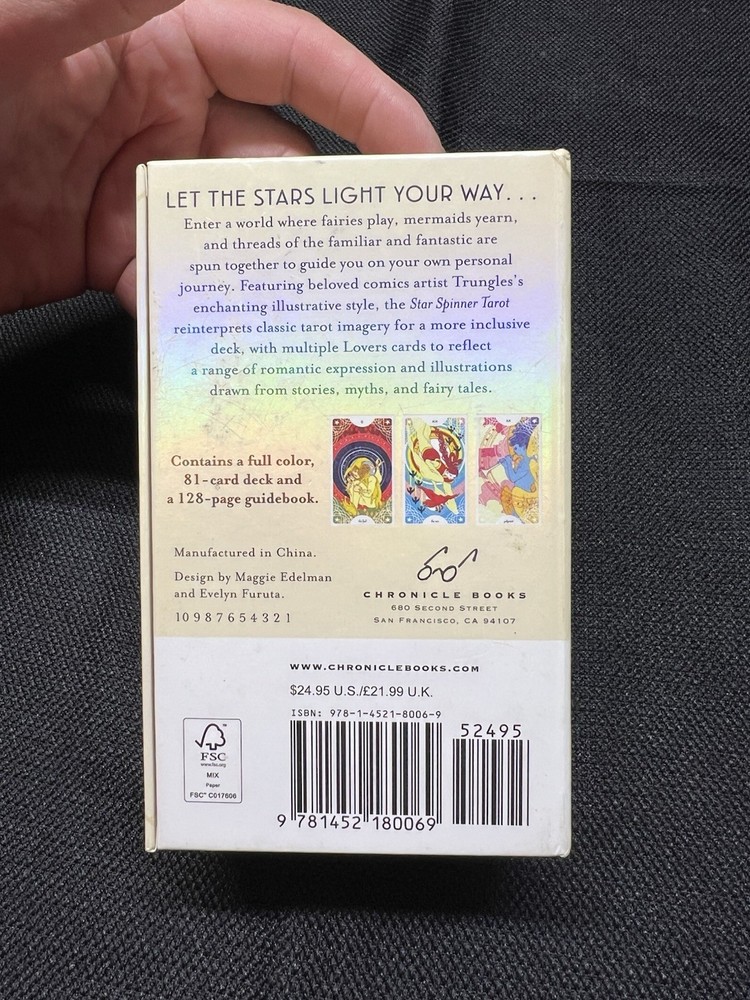 LET THE STARS LIGHT YOUR WAY. . .
Enter a world where fairies play, mermaids yearn,
and threads of the familiar and fantastic are
spun together to guide you on your own personal
journey. Featuring beloved comics artist Trungles's
enchanting illustrative style, the Star Spinner Tarot
reinterprets classic tarot imagery for a more inclusive
deck, with multiple Lovers cards to reflect
a range of romantic expression and illustrations
drawn from stories, myths, and fairy tales.
Contains a full color,
81-card deck and
a 128-page guidebook.
Manufactured in China.
Design by Maggie Edelman
and Evelyn Furuta.
10 9 8 7 6 5 4 3 2 1
CHRONICLE BOOKS
680 SECOND STREET
SAN FRANCISCO, CA 94107
WWW.CHRONICLEBOOKS.COM
$24.95 U.S./£21.99 U.K.
ISBN: 978-1-4521-8006-9
52495
9 781452 180069
FSC
www.fsc.org
MIX
Paper
FSC™ C017606